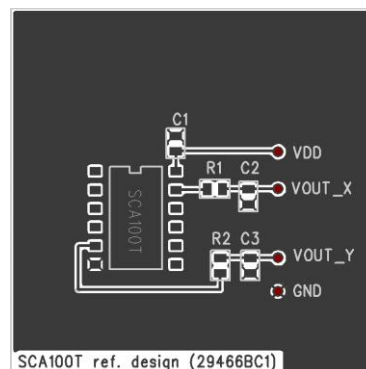 C1
VDD
R1 C2
VOUT_X
SCA100T
R2 C3
VOUT_Y
GND
SCA100T ref. design (29466BC1)